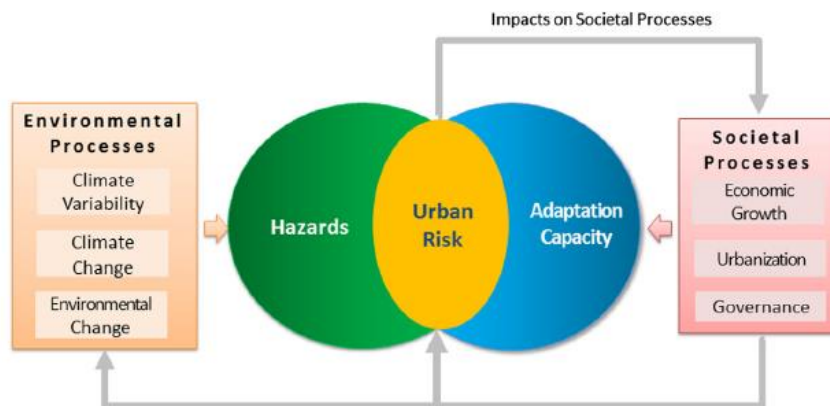 Impacts on Societal Processes
Environmental
Processes
Climate
Variability
Climate
Change
Environmental
Change
Hazards
Urban
Risk
Adaptation
Capacity
Societal
Processes
Economic
Growth
Urbanization
Governance